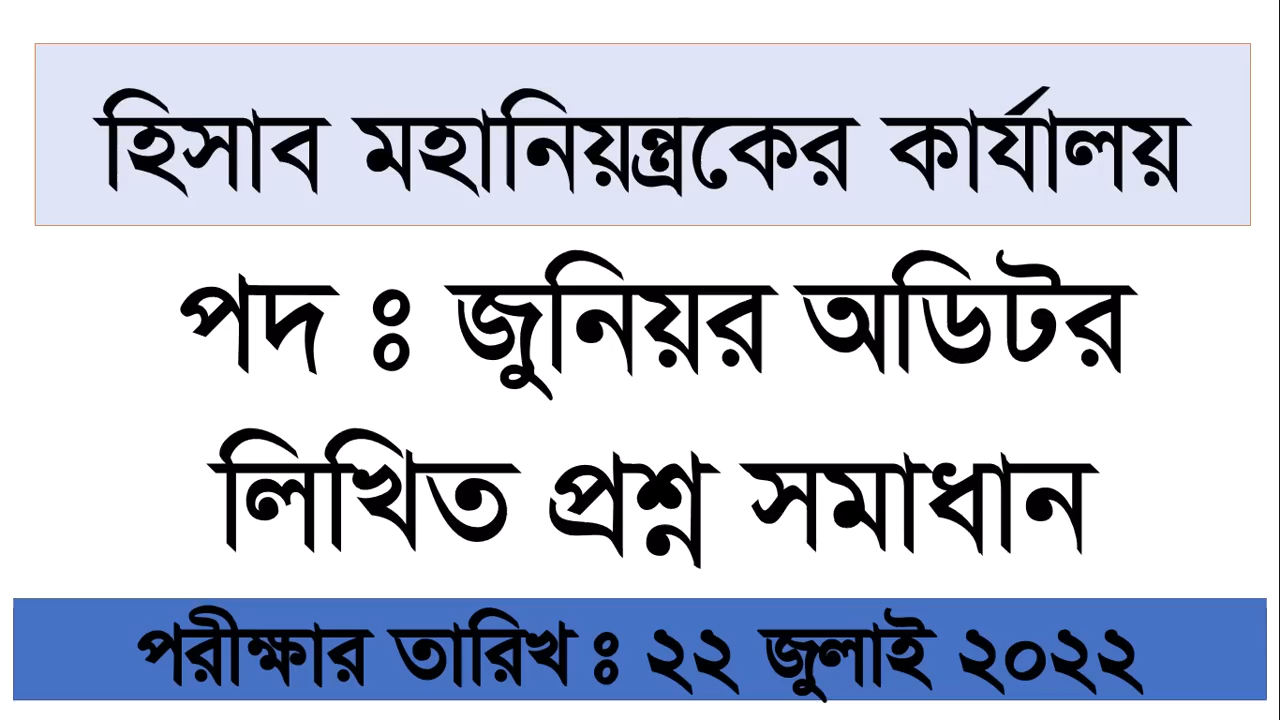 হিসাব মহানিয়ন্ত্রকের কার্যালয়
পদ ঃ জুনিয়র অডিটর
লিখিত প্রশ্ন সমাধান
পরীক্ষার তারিখ ঃ ২২ জুলাই ২০২২